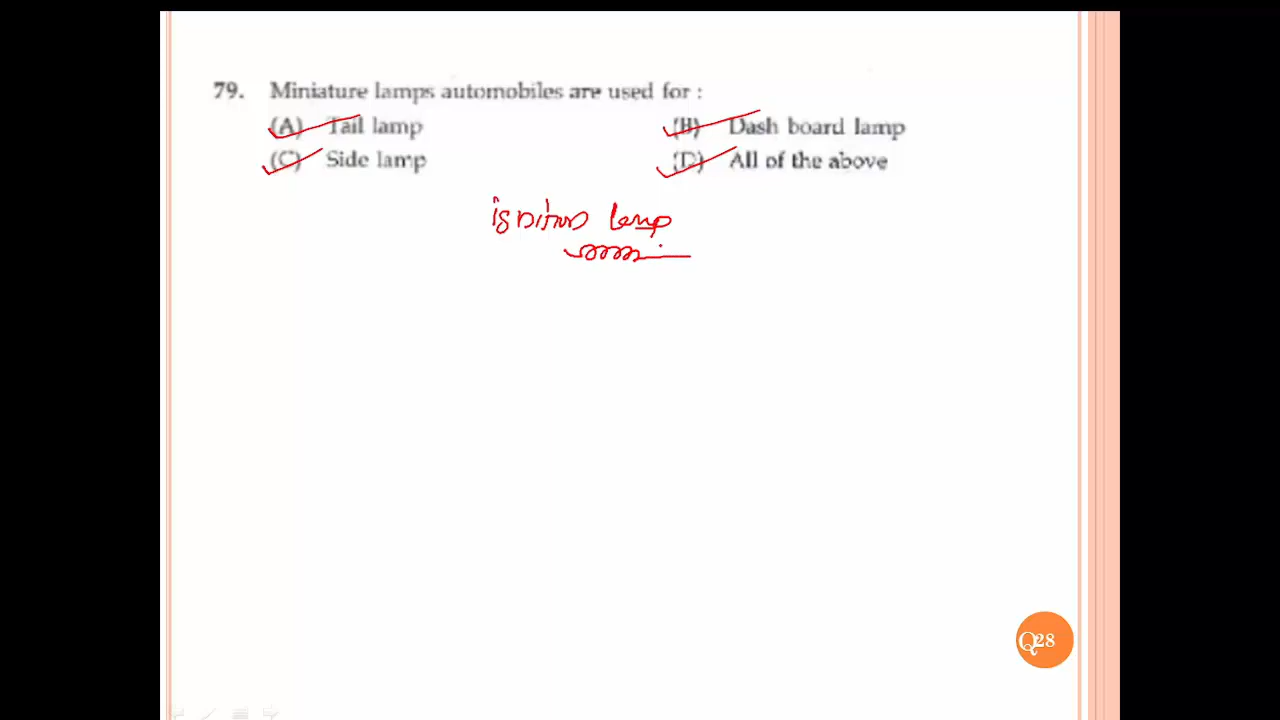 79. Miniature lamps automobiles are used for :
(A) Tail lamp (B) Dash board lamp
(C) Side lamp (D) All of the above
ignition lamp
Q28